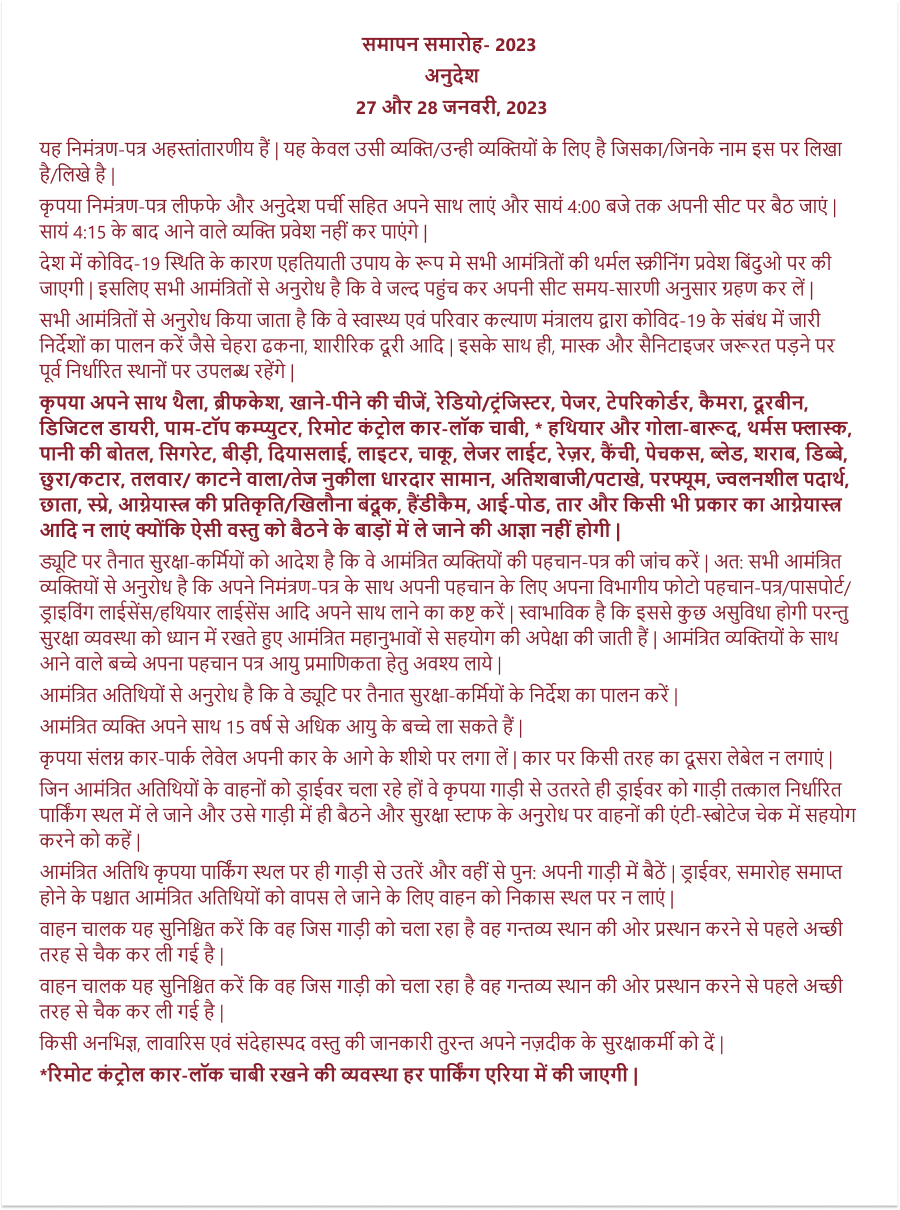 समापन समारोह- 2023
अनुदेश
27 और 28 जनवरी, 2023
यह निमंत्रण-पत्र अहस्तांतारणीय हैं | यह केवल उसी व्यक्ति/उन्ही व्यक्तियों के लिए है जिसका/जिनके नाम इस पर लिखा
है/लिखे है |
कृपया निमंत्रण-पत्र लीफफे और अनुदेश पर्ची सहित अपने साथ लाएं और सायं 4:00 बजे तक अपनी सीट पर बैठ जाएं |
सायं 4:15 के बाद आने वाले व्यक्ति प्रवेश नहीं कर पाएंगे |
देश में कोविद-19 स्थिति के कारण एहतियाती उपाय के रूप मे सभी आमंत्रितों की थर्मल स्क्रीनिंग प्रवेश बिंदुओ पर की
जाएगी | इसलिए सभी आमंत्रितों से अनुरोध है कि वे जल्द पहुंच कर अपनी सीट समय-सारणी अनुसार ग्रहण कर लें |
सभी आमंत्रितों से अनुरोध किया जाता है कि वे स्वास्थ्य एवं परिवार कल्याण मंत्रालय द्वारा कोविद-19 के संबंध में जारी
निर्देशों का पालन करें जैसे चेहरा ढकना, शारीरिक दूरी आदि | इसके साथ ही, मास्क और सैनिटाइजर जरूरत पड़ने पर
पूर्व निर्धारित स्थानों पर उपलब्ध रहेंगे |
कृपया अपने साथ थैला, ब्रीफकेश, खाने-पीने की चीजें, रेडियो/ट्रंजिस्टर, पेजर, टेपरिकोर्डर, कैमरा, दूरबीन,
डिजिटल डायरी, पाम-टॉप कम्प्युटर, रिमोट कंट्रोल कार-लॉक चाबी, * हथियार और गोला-बारूद, थर्मस फ्लास्क,
पानी की बोतल, सिगरेट, बीड़ी, दियासलाई, लाइटर, चाकू, लेजर लाईट, रेज़र, कैंची, पेचकस, ब्लेड, शराब, डिब्बे,
छुरा/कटार, तलवार/ काटने वाला/तेज नुकीला धारदार सामान, अतिशबाजी/पटाखे, परफ्यूम, ज्वलनशील पदार्थ,
छाता, स्प्रे, आग्नेयास्त्र की प्रतिकृति/खिलौना बंदूक, हैंडीकैम, आई-पोड, तार और किसी भी प्रकार का आग्नेयास्त्र
आदि न लाएं क्योंकि ऐसी वस्तु को बैठने के बाड़ों में ले जाने की आज्ञा नहीं होगी |
ड्यूटि पर तैनात सुरक्षा-कर्मियों को आदेश है कि वे आमंत्रित व्यक्तियों की पहचान-पत्र की जांच करें | अत: सभी आमंत्रित
व्यक्तियों से अनुरोध है कि अपने निमंत्रण-पत्र के साथ अपनी पहचान के लिए अपना विभागीय फोटो पहचान-पत्र/पासपोर्ट/
ड्राइविंग लाईसेंस/हथियार लाईसेंस आदि अपने साथ लाने का कष्ट करें | स्वाभाविक है कि इससे कुछ असुविधा होगी परन्तु
सुरक्षा व्यवस्था को ध्यान में रखते हुए आमंत्रित महानुभावों से सहयोग की अपेक्षा की जाती हैं | आमंत्रित व्यक्तियों के साथ
आने वाले बच्चे अपना पहचान पत्र आयु प्रमाणिकता हेतु अवश्य लाये |
आमंत्रित अतिथियों से अनुरोध है कि वे ड्यूटि पर तैनात सुरक्षा-कर्मियों के निर्देश का पालन करें |
आमंत्रित व्यक्ति अपने साथ 15 वर्ष से अधिक आयु के बच्चे ला सकते हैं |
कृपया संलग्न कार-पार्क लेवेल अपनी कार के आगे के शीशे पर लगा लें | कार पर किसी तरह का दूसरा लेबेल न लगाएं |
जिन आमंत्रित अतिथियों के वाहनों को ड्राईवर चला रहे हों वे कृपया गाड़ी से उतरते ही ड्राईवर को गाड़ी तत्काल निर्धारित
पार्किंग स्थल में ले जाने और उसे गाड़ी में ही बैठने और सुरक्षा स्टाफ के अनुरोध पर वाहनों की एंटी-स्बोटेज चेक में सहयोग
करने को कहें |
आमंत्रित अतिथि कृपया पार्किंग स्थल पर ही गाड़ी से उतरें और वहीं से पुन: अपनी गाड़ी में बैठें | ड्राईवर, समारोह समाप्त
होने के पश्चात आमंत्रित अतिथियों को वापस ले जाने के लिए वाहन को निकास स्थल पर न लाएं |
वाहन चालक यह सुनिश्चित करें कि वह जिस गाड़ी को चला रहा है वह गन्तव्य स्थान की ओर प्रस्थान करने से पहले अच्छी
तरह से चैक कर ली गई है |
वाहन चालक यह सुनिश्चित करें कि वह जिस गाड़ी को चला रहा है वह गन्तव्य स्थान की ओर प्रस्थान करने से पहले अच्छी
तरह से चैक कर ली गई है |
किसी अनभिज्ञ, लावारिस एवं संदेहास्पद वस्तु की जानकारी तुरन्त अपने नज़दीक के सुरक्षाकर्मी को दें |
*रिमोट कंट्रोल कार-लॉक चाबी रखने की व्यवस्था हर पार्किंग एरिया में की जाएगी |